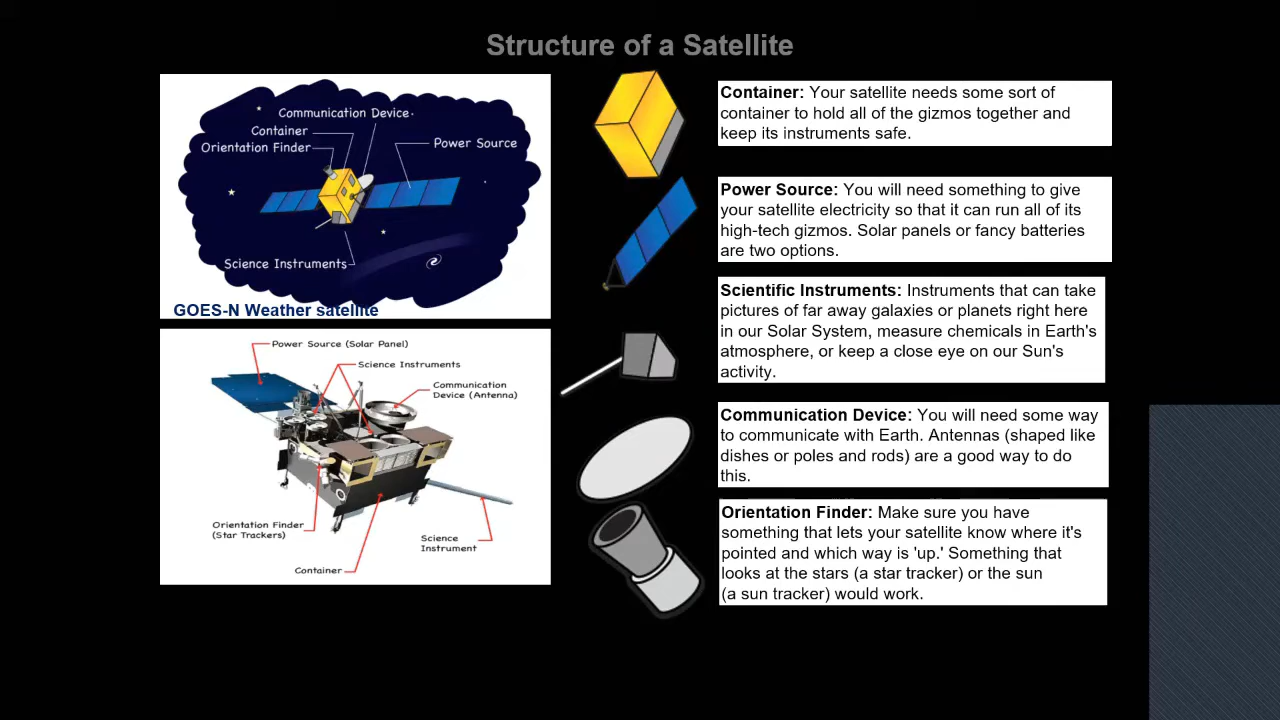 Structure of a Satellite
Communication Device
Container
Orientation Finder
Power Source
Science Instruments
GOES-N Weather satellite
Power Source (Solar Panel)
Science Instruments
Communication
Device (Antenna)
Orientation Finder
(Star Trackers)
Science
Instrument
Container
Container: Your satellite needs some sort of
container to hold all of the gizmos together and
keep its instruments safe.
Power Source: You will need something to give
your satellite electricity so that it can run all of its
high-tech gizmos. Solar panels or fancy batteries
are two options.
Scientific Instruments: Instruments that can take
pictures of far away galaxies or planets right here
in our Solar System, measure chemicals in Earth's
atmosphere, or keep a close eye on our Sun's
activity.
Communication Device: You will need some way
to communicate with Earth. Antennas (shaped like
dishes or poles and rods) are a good way to do
this.
Orientation Finder: Make sure you have
something that lets your satellite know where it's
pointed and which way is 'up.' Something that
looks at the stars (a star tracker) or the sun
(a sun tracker) would work.